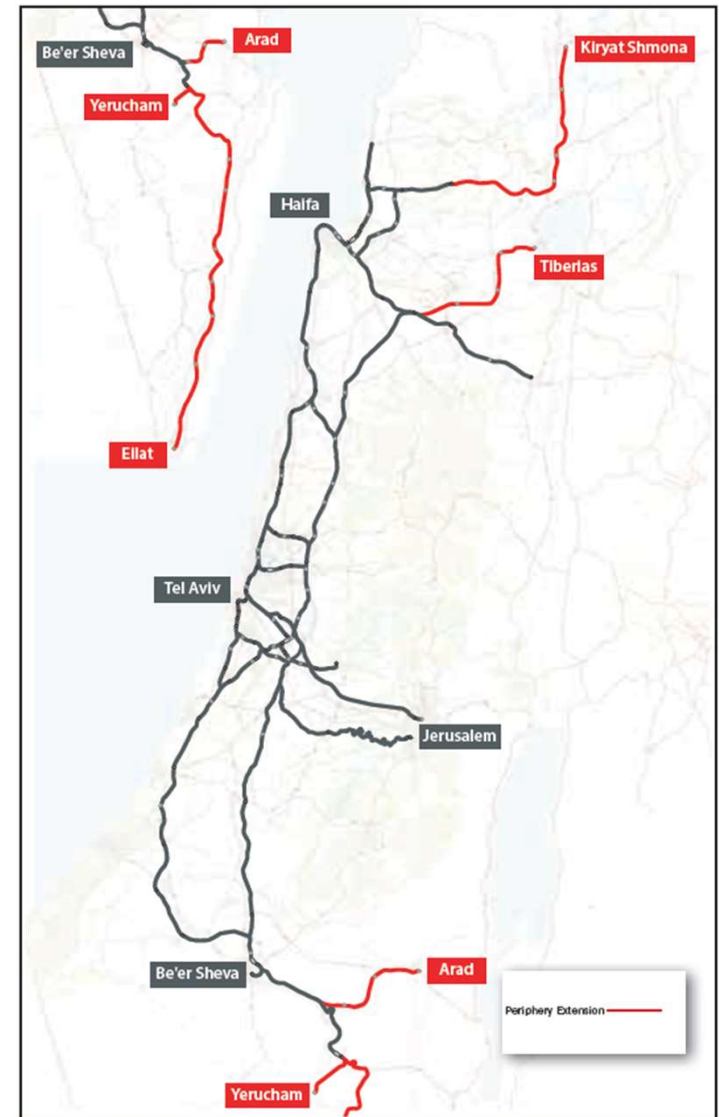 Be'er Sheva
Arad
Kiryat Shmona
Yerucham
Haifa
Tiberias
Eilat
Tel Aviv
Jerusalem
Be'er Sheva
Arad
Periphery Extension
Yerucham